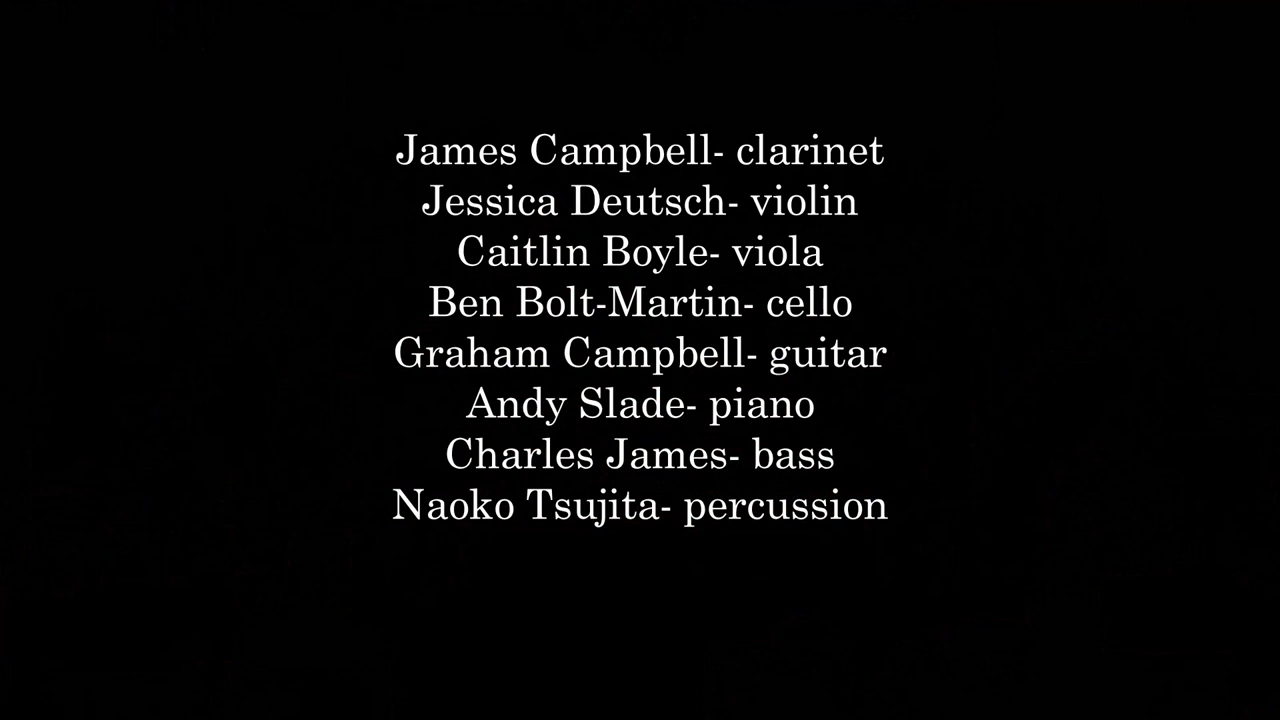 James Campbell- clarinet
Jessica Deutsch- violin
Caitlin Boyle- viola
Ben Bolt-Martin- cello
Graham Campbell- guitar
Andy Slade- piano
Charles James- bass
Naoko Tsujita- percussion